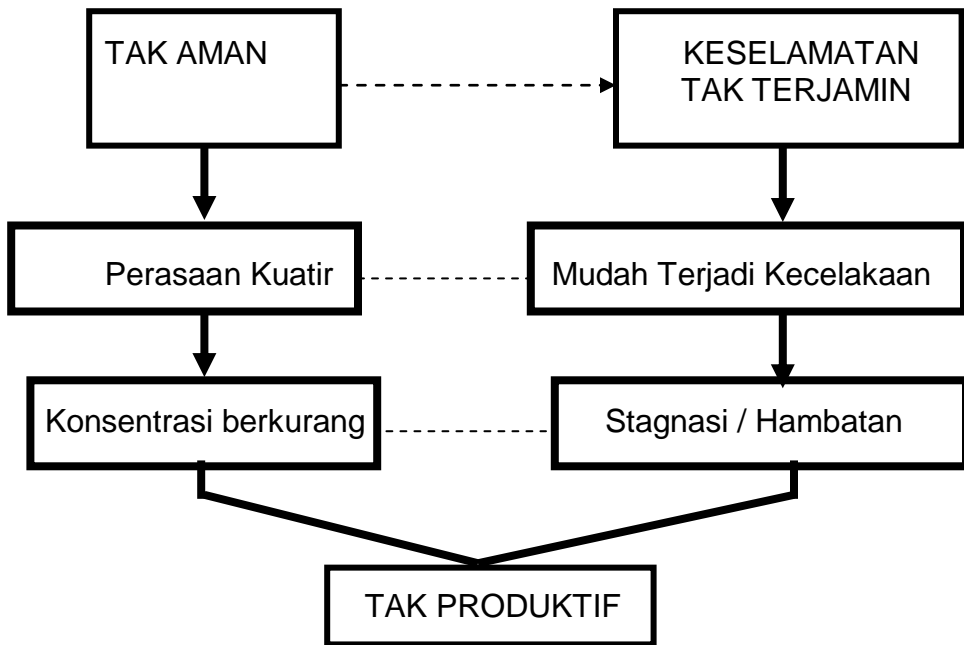 TAK AMAN
KESELAMATAN
TAK TERJAMIN
Perasaan Kuatir
Mudah Terjadi Kecelakaan
Konsentrasi berkurang
Stagnasi / Hambatan
TAK PRODUKTIF